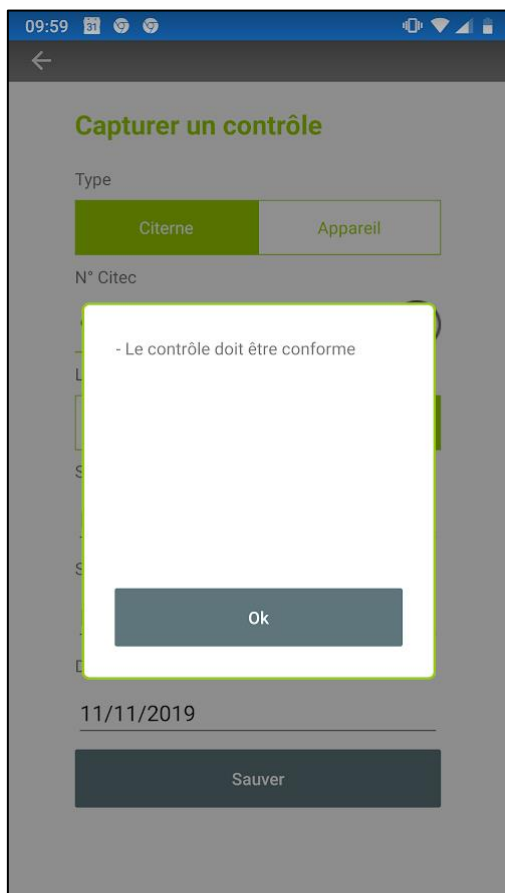 09:59 31
Capturer un contrôle
Type
Citerne Appareil
N° Citec
- Le contrôle doit être conforme
L
S
S
Ok
D
11/11/2019
Sauver